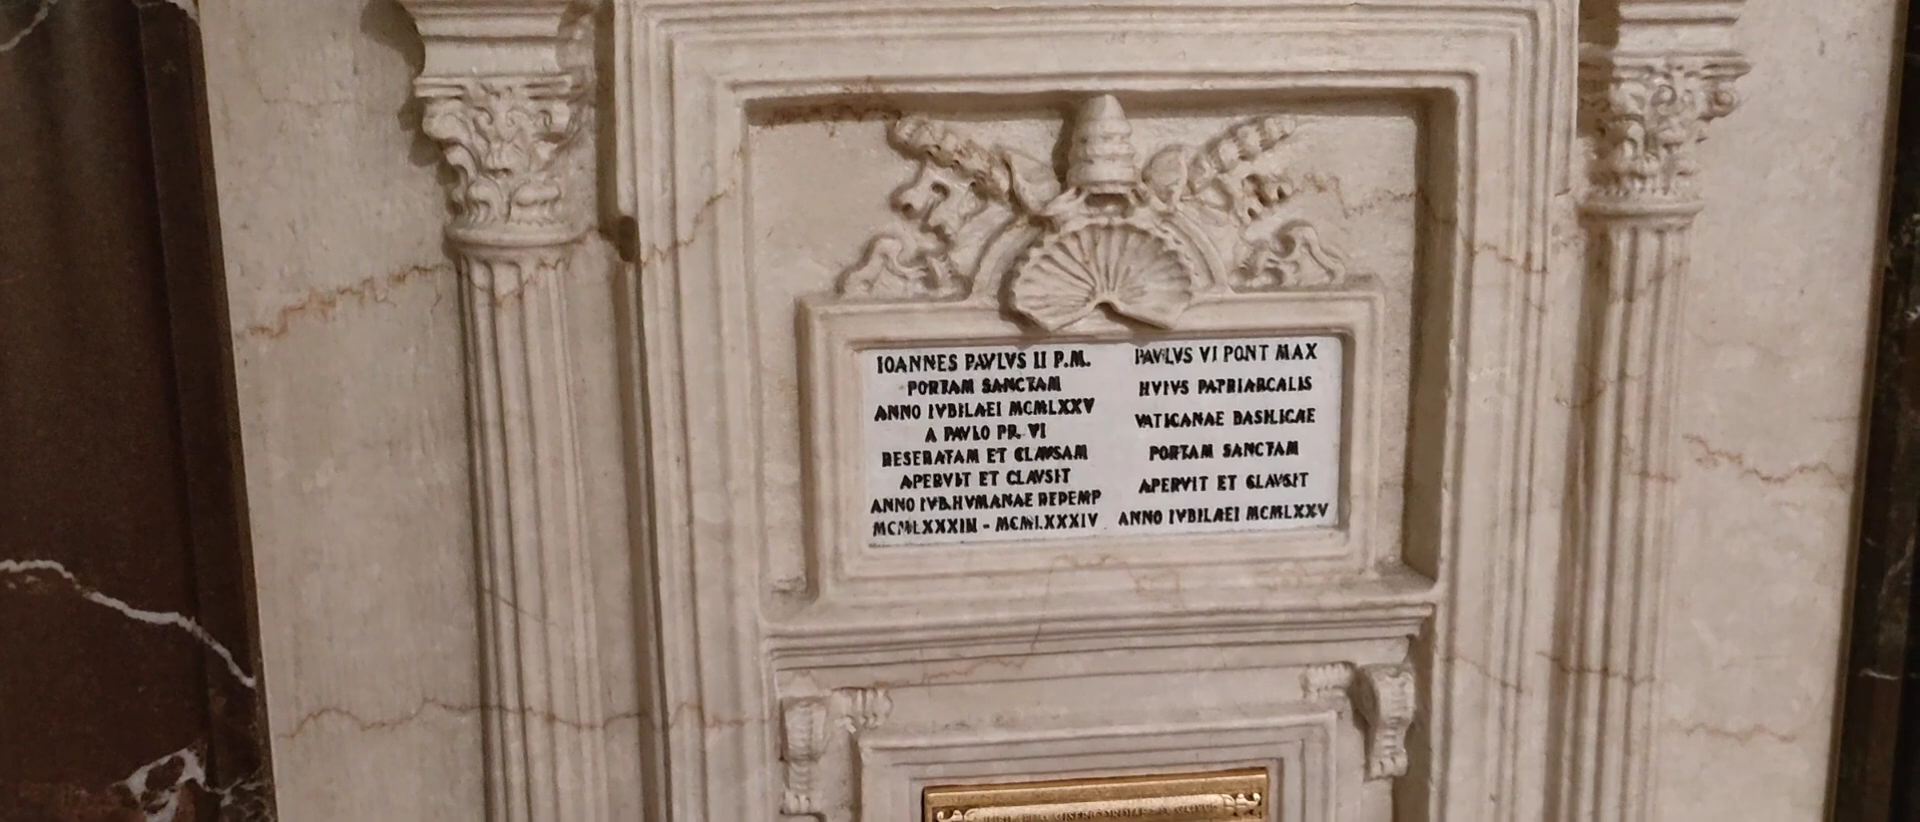 IOANNES PAVLVS II P.M.
PORTAM SANCTAM
ANNO IVBILAEI MCMLXXV
A PAVLO PP. VI
RESERATAM ET CLAVSAM
APERVIT ET CLAVSIT
ANNO IVB.HVMANAE REDEMP
MCMLXXXIII - MCMLXXXIV
PAVLVS VI PONT MAX
HVIVS PATRIARCALIS
VATICANAE BASILICAE
PORTAM SANCTAM
APERVIT ET CLAVSIT
ANNO IVBILAEI MCMLXXV